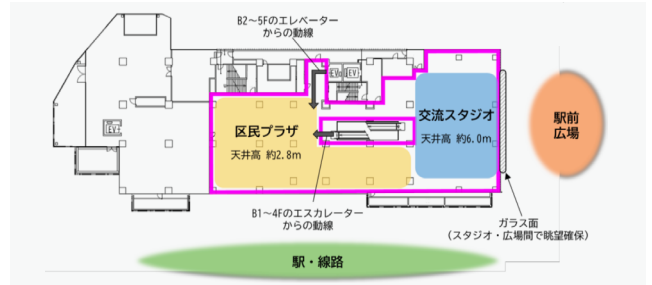 B2～5Fのエレベーター
からの動線
EV
EV
EV
区民プラザ
天井高 約2.8m
交流スタジオ
天井高 約6.0m
駅前
広場
B1～4Fのエスカレーター
からの動線
ガラス面
(スタジオ・広場間で眺望確保)
駅・線路